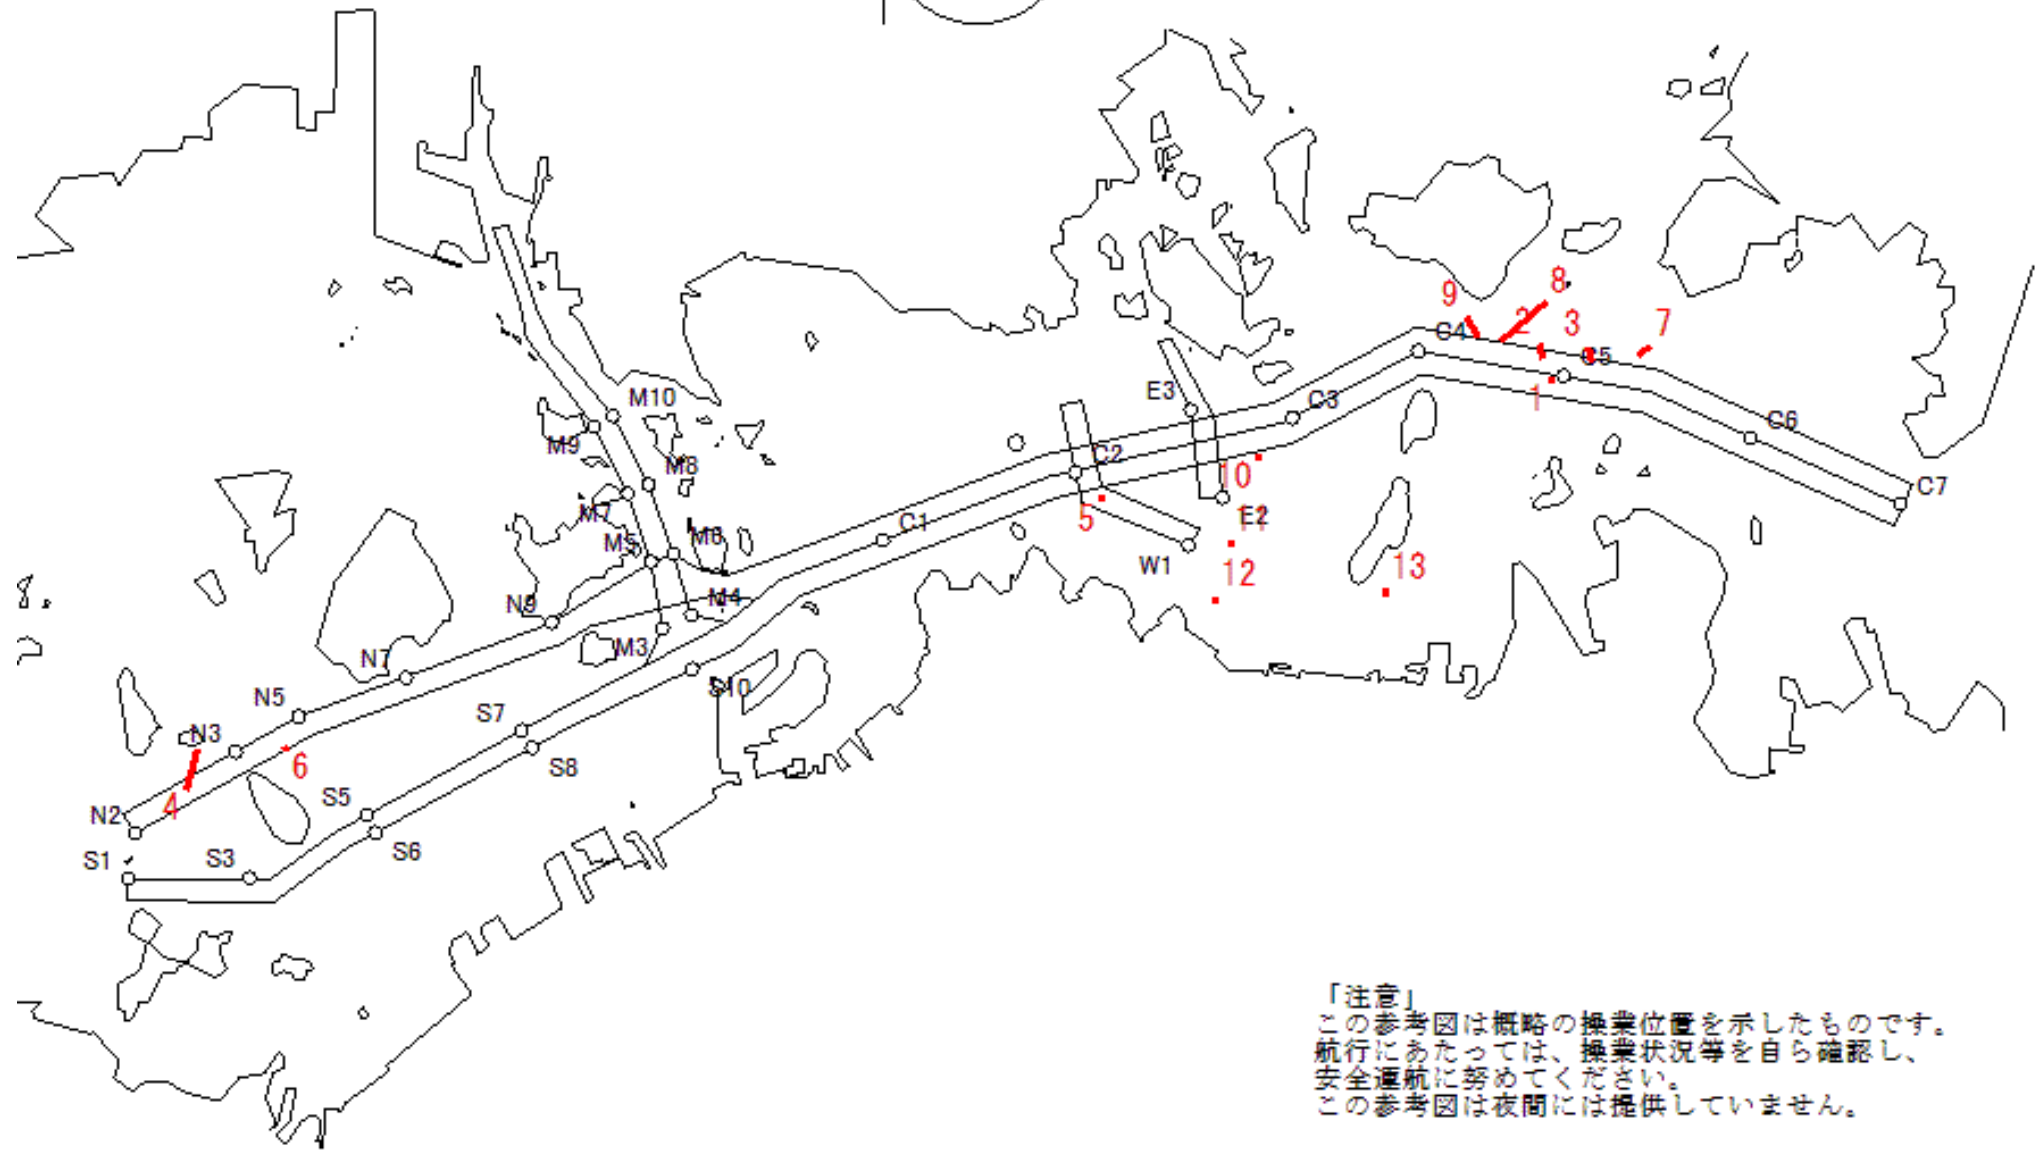 9
8
C4
2
3
7
C5
E3
1
C3
C6
M10
M9
C2
M8
10
C7
M7
5
E2
11
C1
M5
M6
W1
12
13
N9
M4
M3
N7
S10
N5
S7
N3
6
S8
S5
4
N2
S6
S1
S3
「注意」
この参考図は概略の操業位置を示したものです。
航行にあたっては、操業状況等を自ら確認し、
安全運航に努めてください。
この参考図は夜間には提供していません。